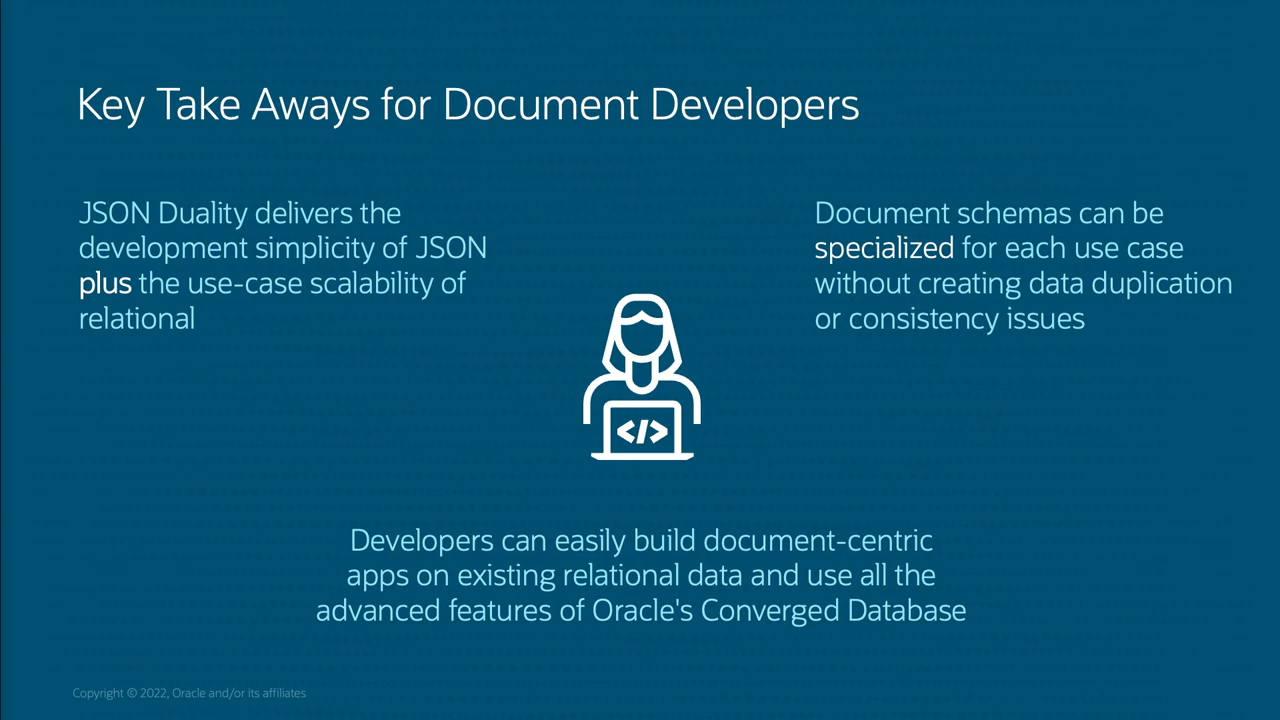 Key Take Aways for Document Developers
JSON Duality delivers the
development simplicity of JSON
plus the use-case scalability of
relational
Document schemas can be
specialized for each use case
without creating data duplication
or consistency issues
</>
Developers can easily build document-centric
apps on existing relational data and use all the
advanced features of Oracle's Converged Database
Copyright © 2022, Oracle and/or its affiliates